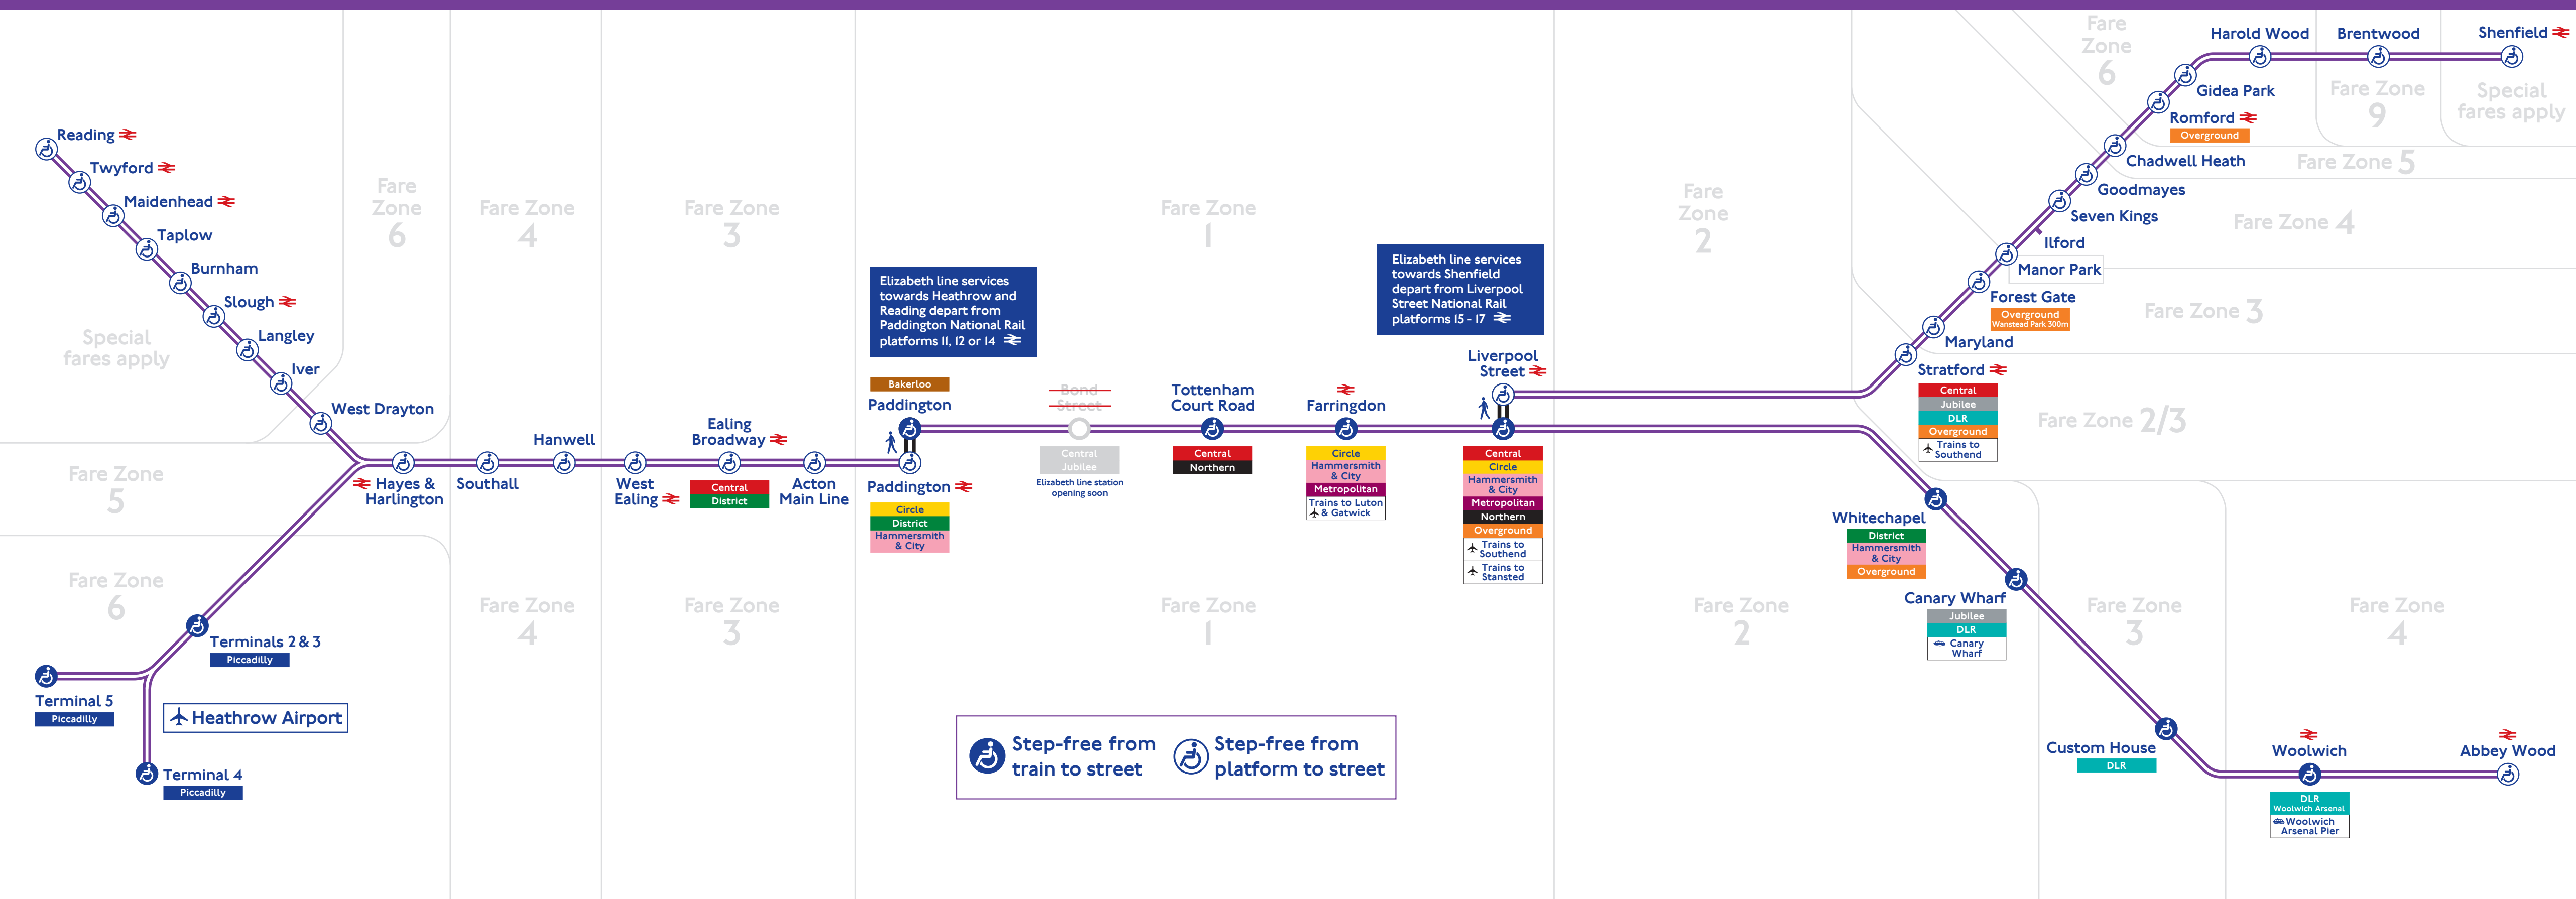 Reading
Twyford
Maidenhead
Taplow
Burnham
Slough
Langley
Iver
West Drayton
Special
fares apply
Fare
Zone
6
Fare Zone
4
Fare Zone
3
Fare Zone
1
Fare
Zone
2
Fare Zone
5
Fare Zone
6
Hayes &
Harlington
Southall
Hanwell
West
Ealing
Ealing
Broadway
Central
District
Acton
Main Line
Terminals 2 & 3
Piccadilly
Terminal 5
Piccadilly
Heathrow Airport
Terminal 4
Piccadilly
Elizabeth line services
towards Heathrow and
Reading depart from
Paddington National Rail
platforms 11, 12 or 14
Bakerloo
Paddington
Paddington
Circle
District
Hammersmith
& City
Bond
Street
Central
Jubilee
Elizabeth line station
opening soon
Tottenham
Court Road
Central
Northern
Farringdon
Circle
Hammersmith
& City
Metropolitan
Trains to Luton
& Gatwick
Elizabeth line services
towards Shenfield
depart from Liverpool
Street National Rail
platforms 15 - 17
Liverpool
Street
Central
Circle
Hammersmith
& City
Metropolitan
Northern
Overground
Trains to
Southend
Trains to
Stansted
Fare Zone
4
Fare Zone
3
Fare Zone
1
Fare Zone
2
Fare Zone
3
Fare Zone
4
Step-free from
train to street
Step-free from
platform to street
Fare
Zone
6
Harold Wood
Brentwood
Shenfield
Gidea Park
Fare Zone
9
Special
fares apply
Romford
Overground
Chadwell Heath
Fare Zone 5
Goodmayes
Seven Kings
Fare Zone 4
Ilford
Manor Park
Forest Gate
Overground
Wanstead Park 300m
Fare Zone 3
Maryland
Stratford
Central
Jubilee
DLR
Overground
Trains to
Southend
Fare Zone 2/3
Whitechapel
District
Hammersmith
& City
Overground
Canary Wharf
Jubilee
DLR
Canary
Wharf
Custom House
DLR
Woolwich
DLR
Woolwich Arsenal
Woolwich
Arsenal Pier
Abbey Wood